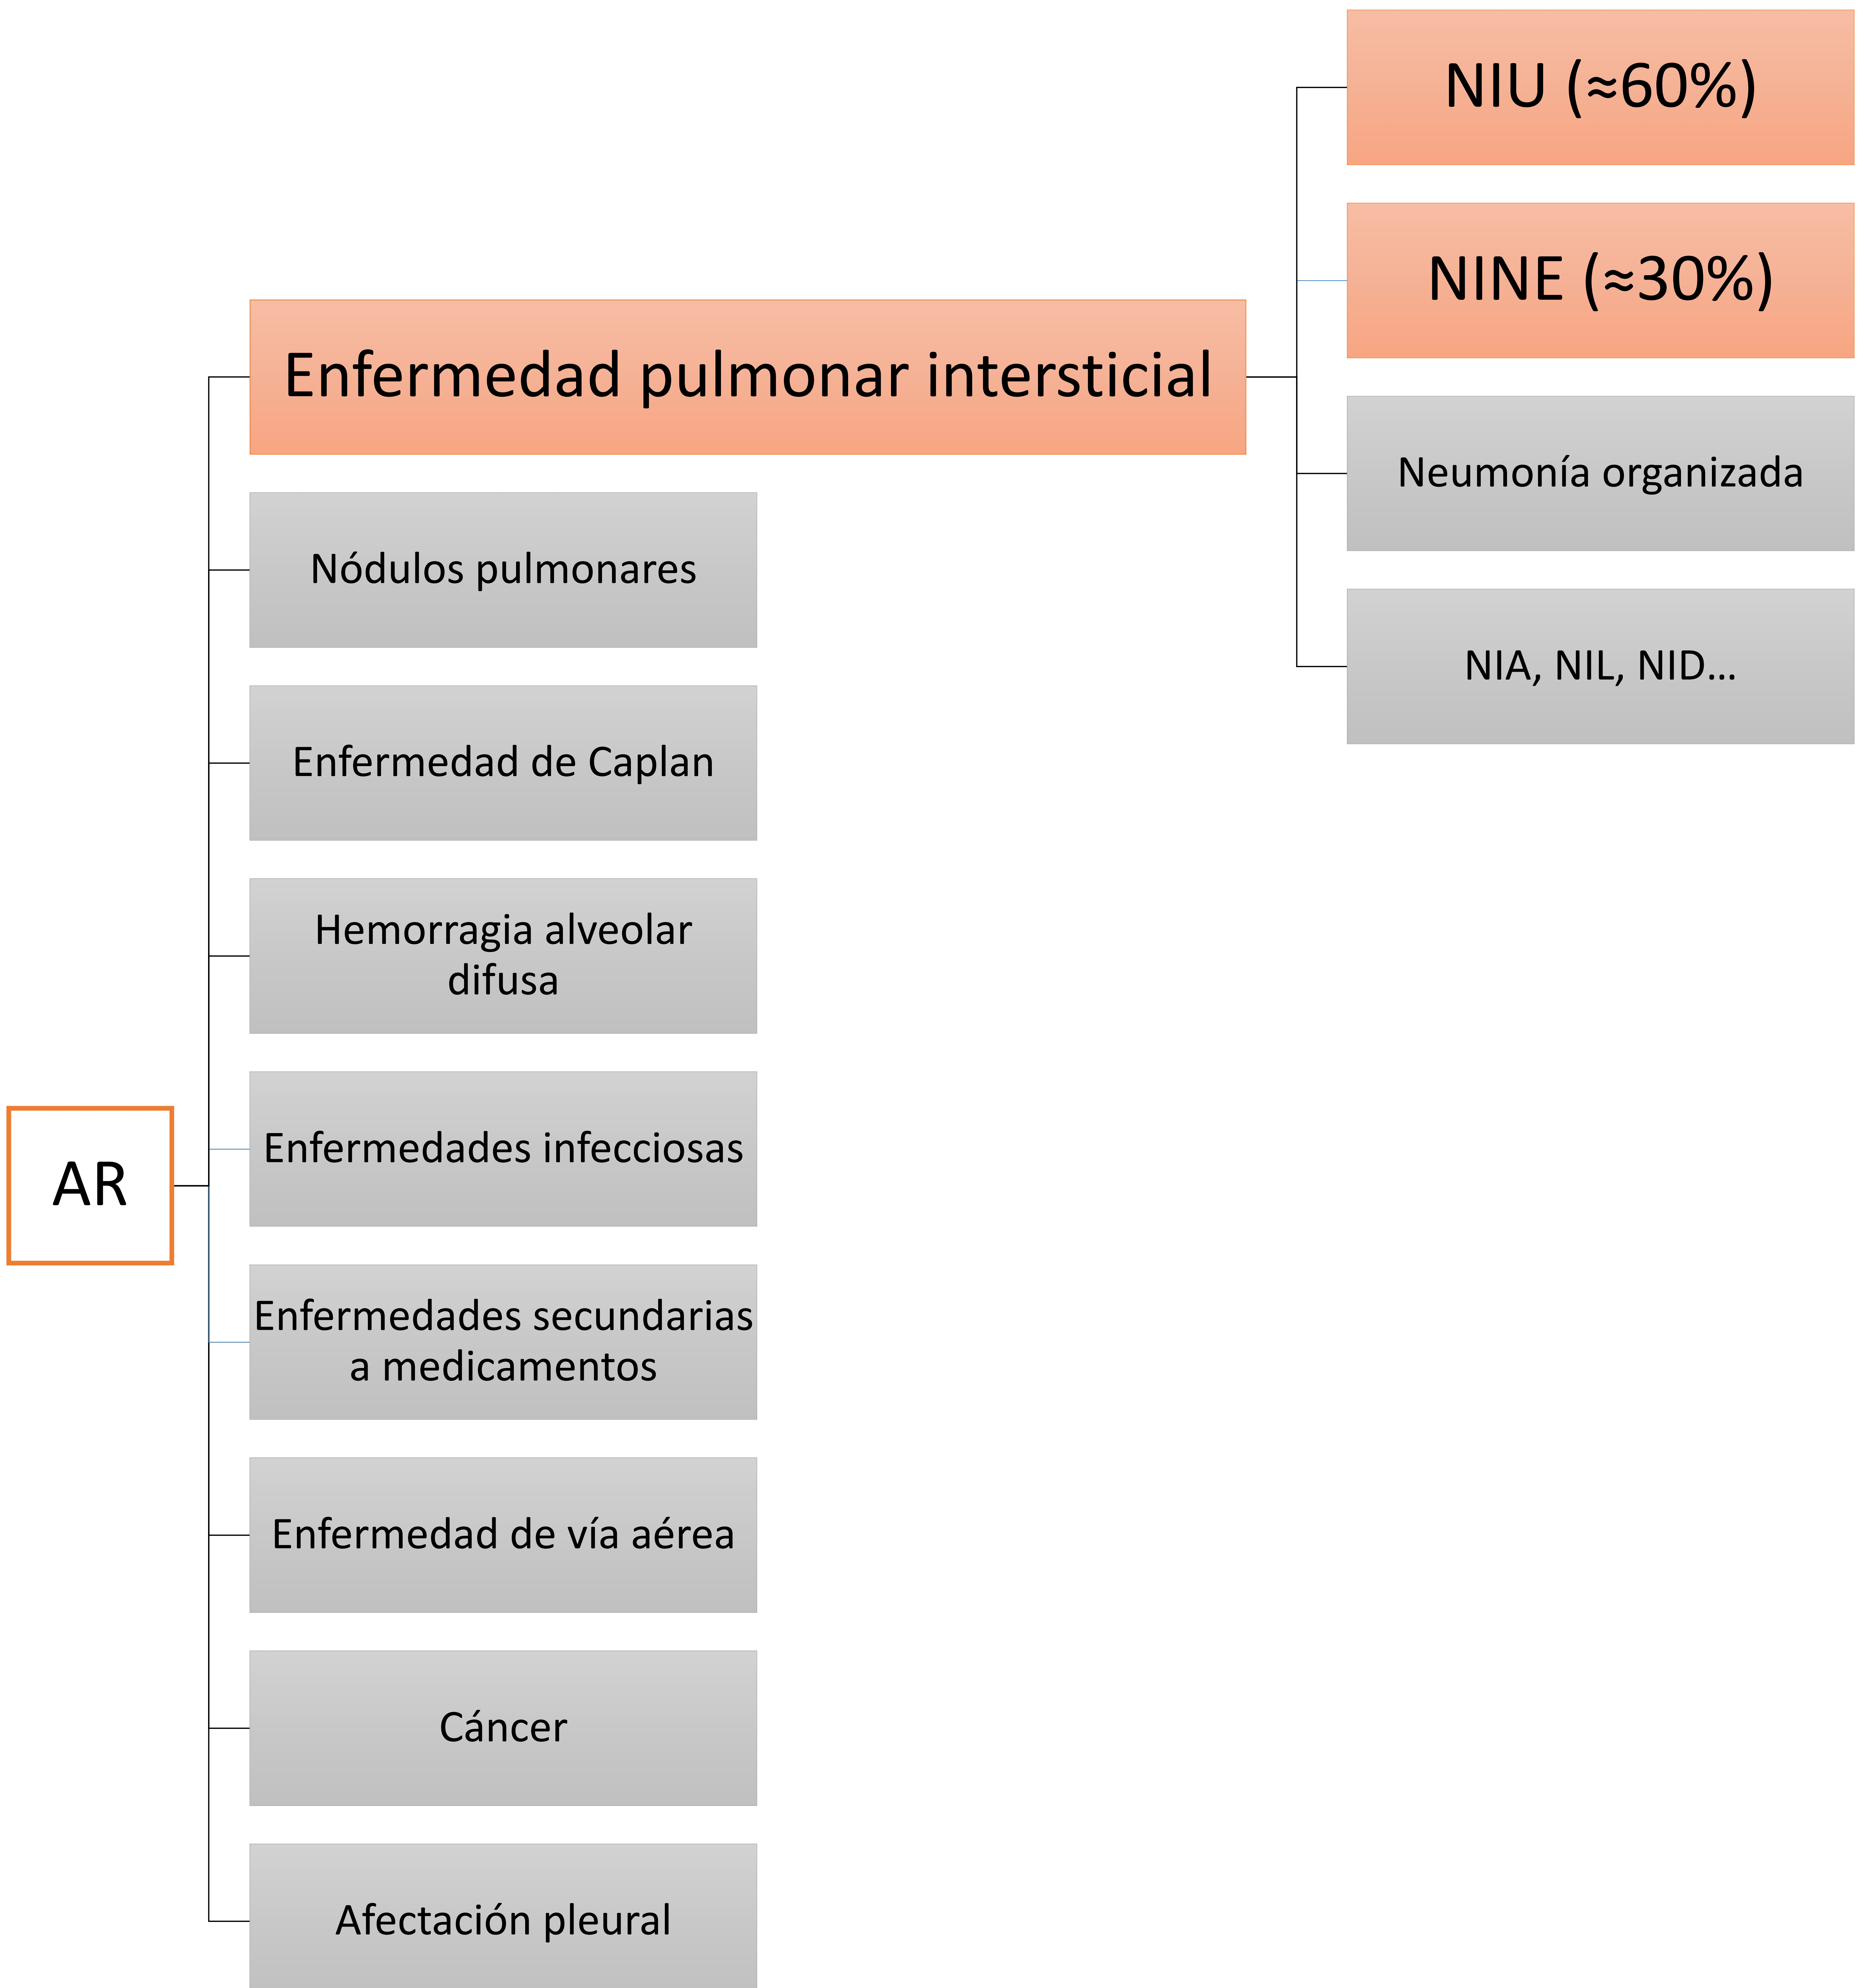 NIU (≈60%)
NINE (≈30%)
Enfermedad pulmonar intersticial
Neumonía organizada
Nódulos pulmonares
NIA, NIL, NID...
Enfermedad de Caplan
Hemorragia alveolar
difusa
Enfermedades infecciosas
AR
Enfermedades secundarias
a medicamentos
Enfermedad de vía aérea
Cáncer
Afectación pleural